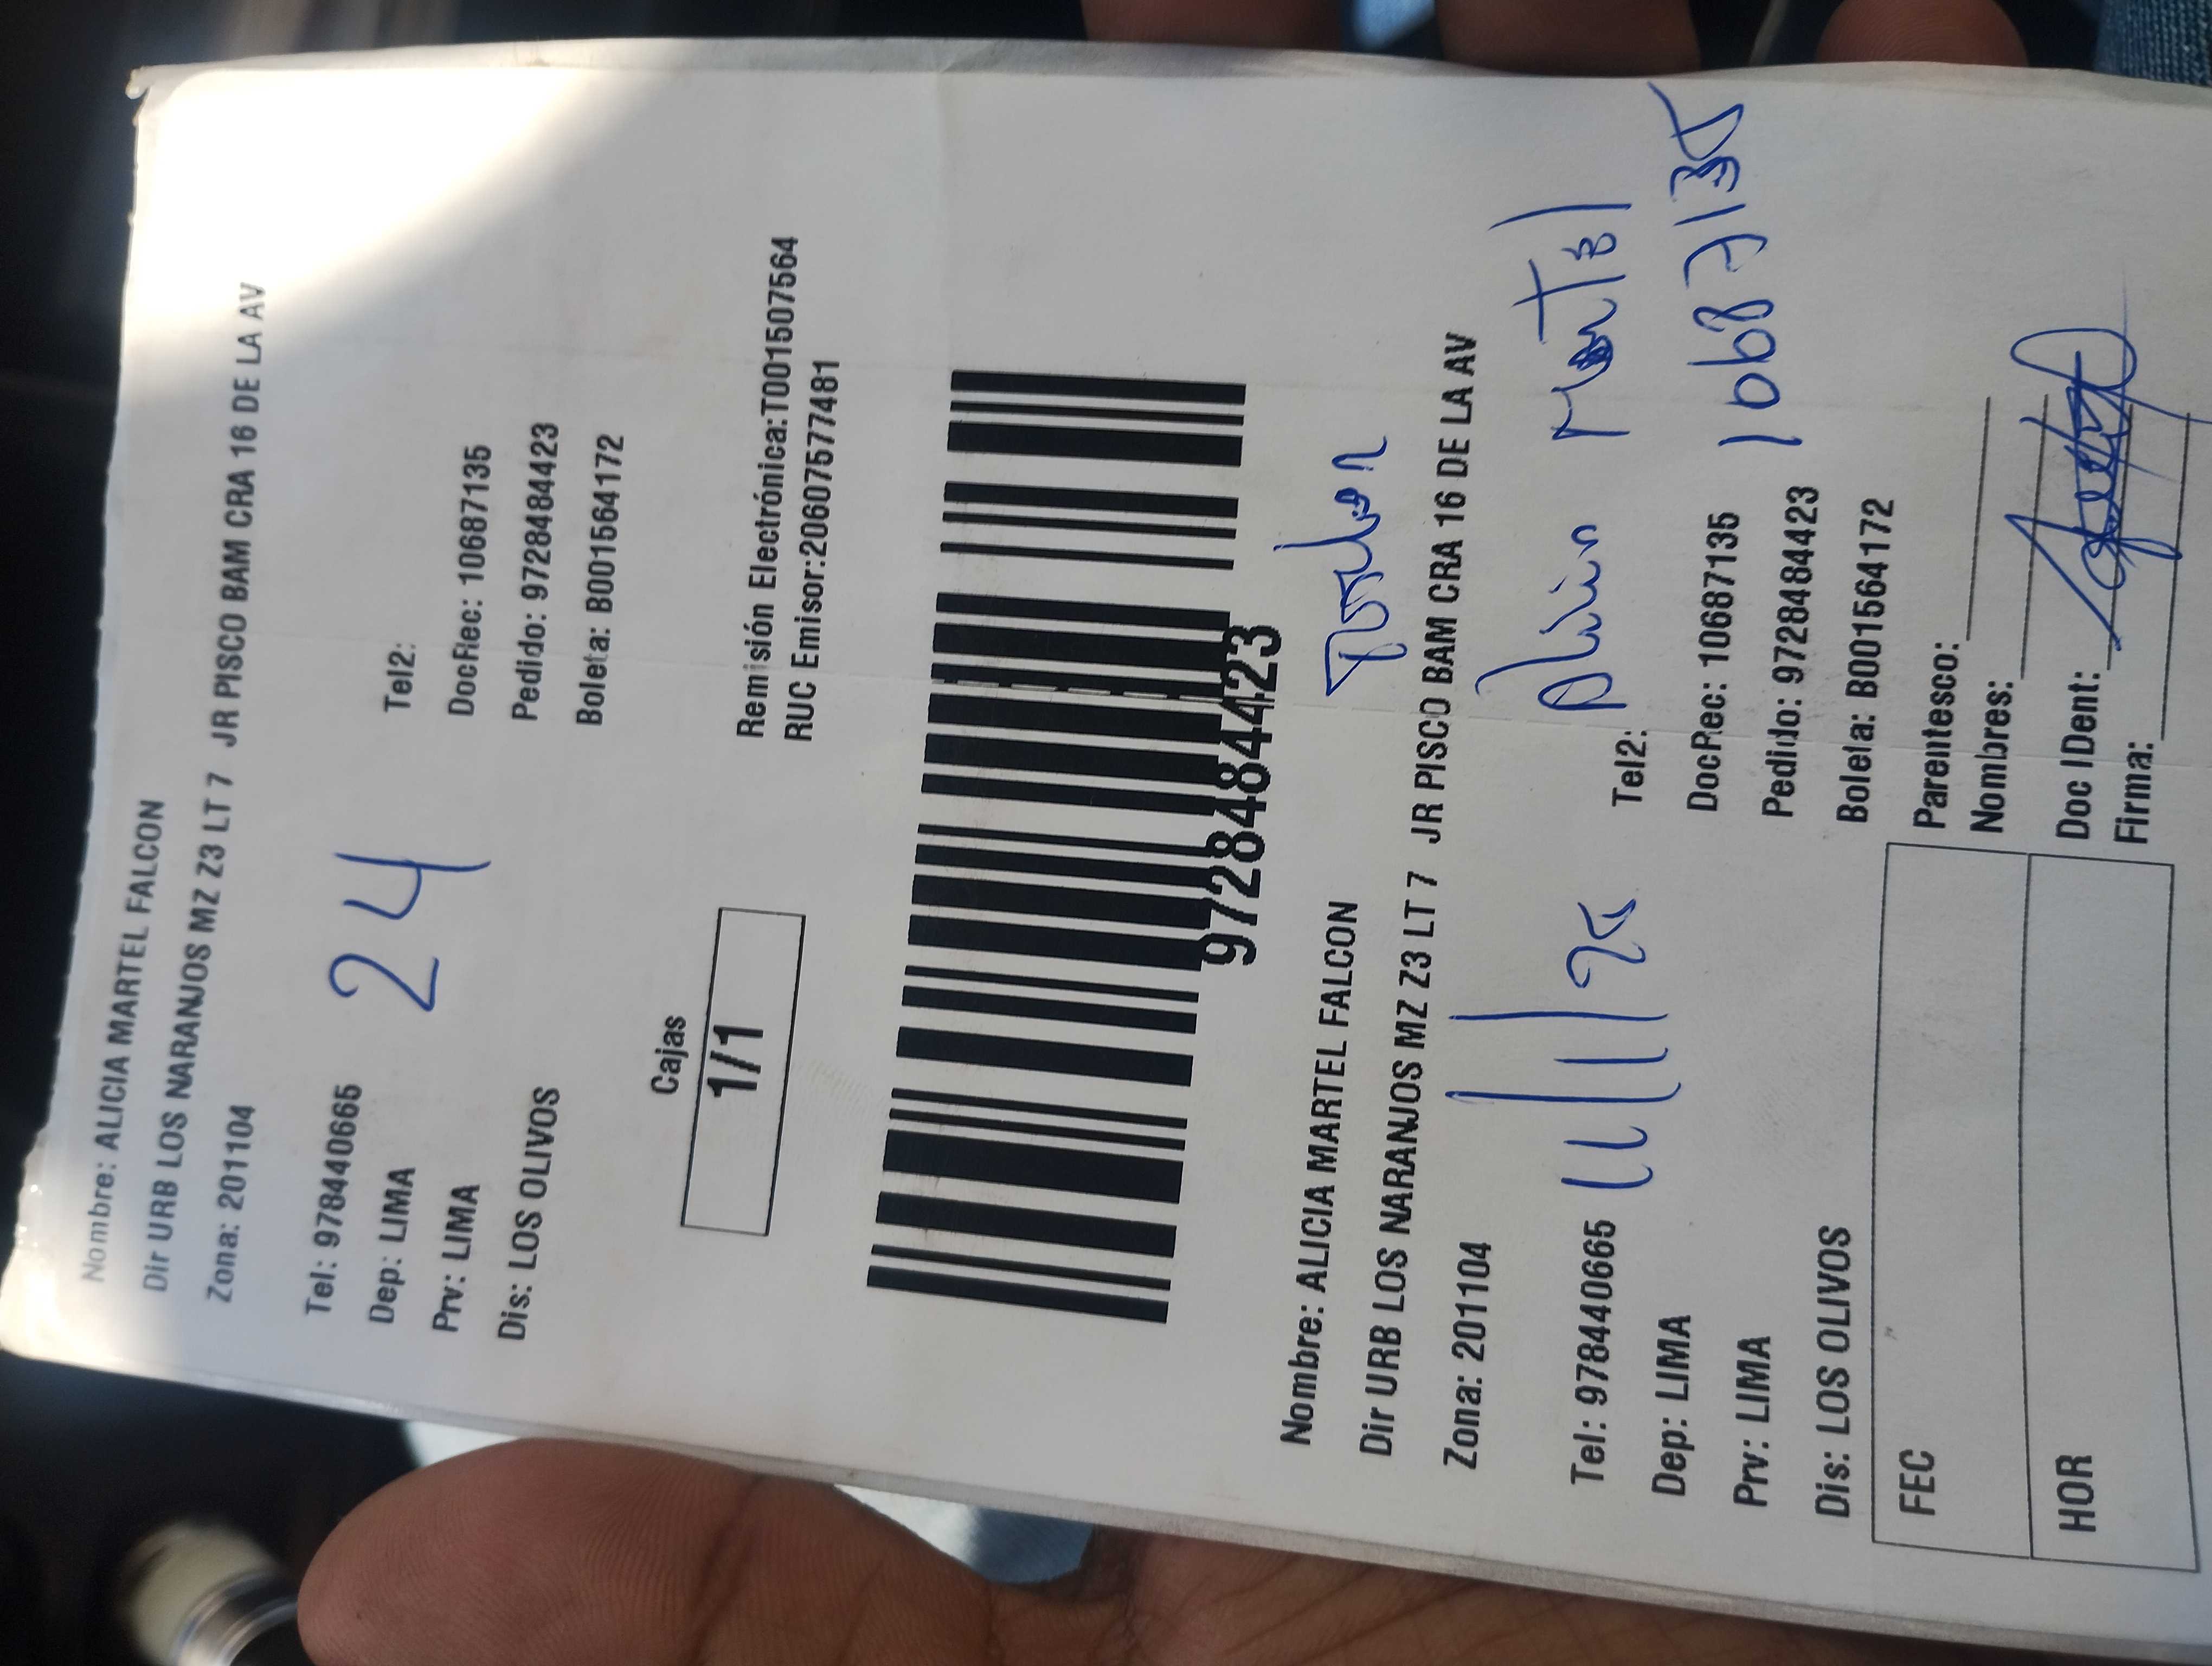 Nombre: ALICIA MARTEL FALCON
Dir URB LOS NARANJOS MZ Z3 LT 7 JR PISCO BAM CRA 16 DE LA AV
Zona: 201104
Tel: 978440665
24
Tel2:
Dep: LIMA
DocRec: 10687135
Prv: LIMA
Pedido: 9728484423
Dis: LOS OLIVOS
Boleta: B001564172
Cajas
1/1
Remisión Electrónica:T001507564
RUC Emisor:20607577481
9728484423
Nombre: ALICIA MARTEL FALCON
Dir URB LOS NARANJOS MZ Z3 LT 7 JR PISCO BAM CRA 16 DE LA AV
Zona: 201104
Martel
Tel: 978440665
Tel2:
10687135
Dep: LIMA
DocRec: 10687135
Prv: LIMA
Pedido: 9728484423
Dis: LOS OLIVOS
Boleta: B001564172
FEC
Parentesco:
Nombres:
HOR
Doc IDent:
Firma: